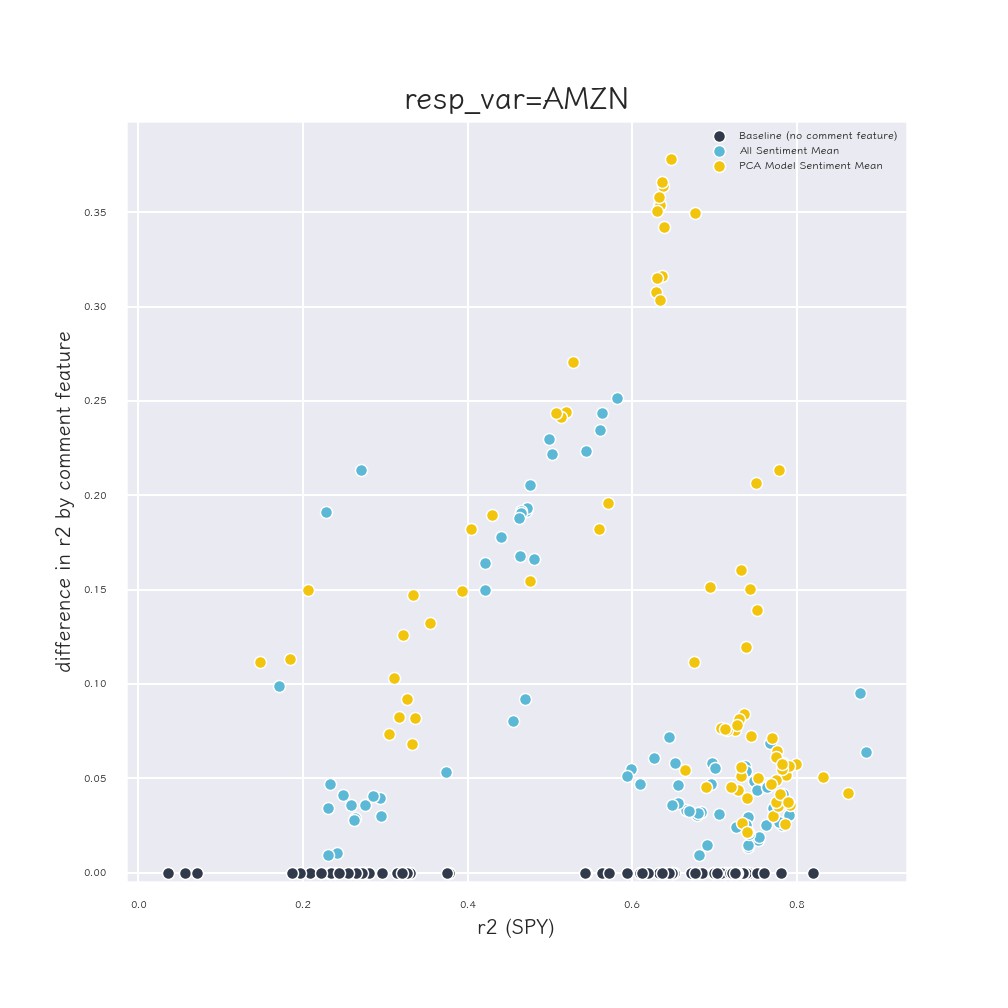 resp_var=AMZN
Baseline (no comment feature)
All Sentiment Mean
PCA Model Sentiment Mean
difference in r2 by comment feature
0.35
0.30
0.25
0.20
0.15
0.10
0.05
0.00
0.0 0.2 0.4 0.6 0.8
r2 (SPY)